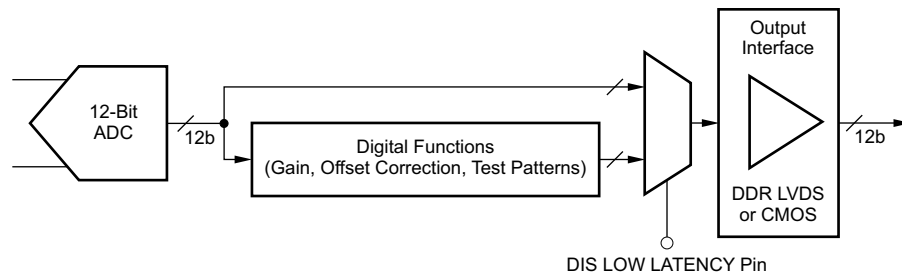 12-Bit
ADC
12b
Digital Functions
(Gain, Offset Correction, Test Patterns)
Output
Interface
DDR LVDS
or CMOS
12b
DIS LOW LATENCY Pin